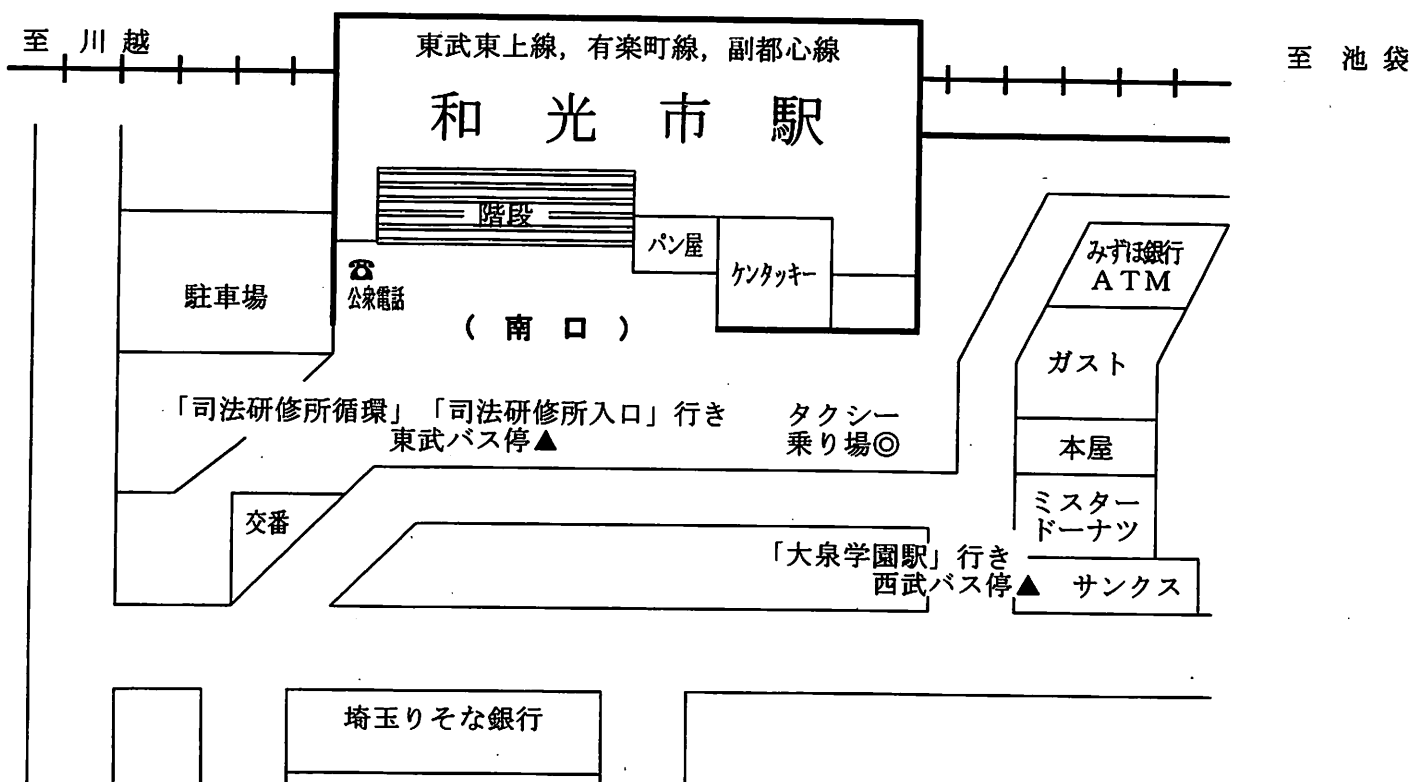 至 川 越
東武東上線，有楽町線，副都心線
至 池 袋
和 光 市 駅
階段
パン屋
ケンタッキー
みずほ銀行
ATM
☎
公衆電話
駐車場
（ 南 口 ）
ガスト
「司法研修所循環」「司法研修所入口」行き
東武バス停▲
タクシー
乗り場◎
本屋
ミスター
ドーナツ
交番
「大泉学園駅」行き
西武バス停▲
サンクス
埼玉りそな銀行